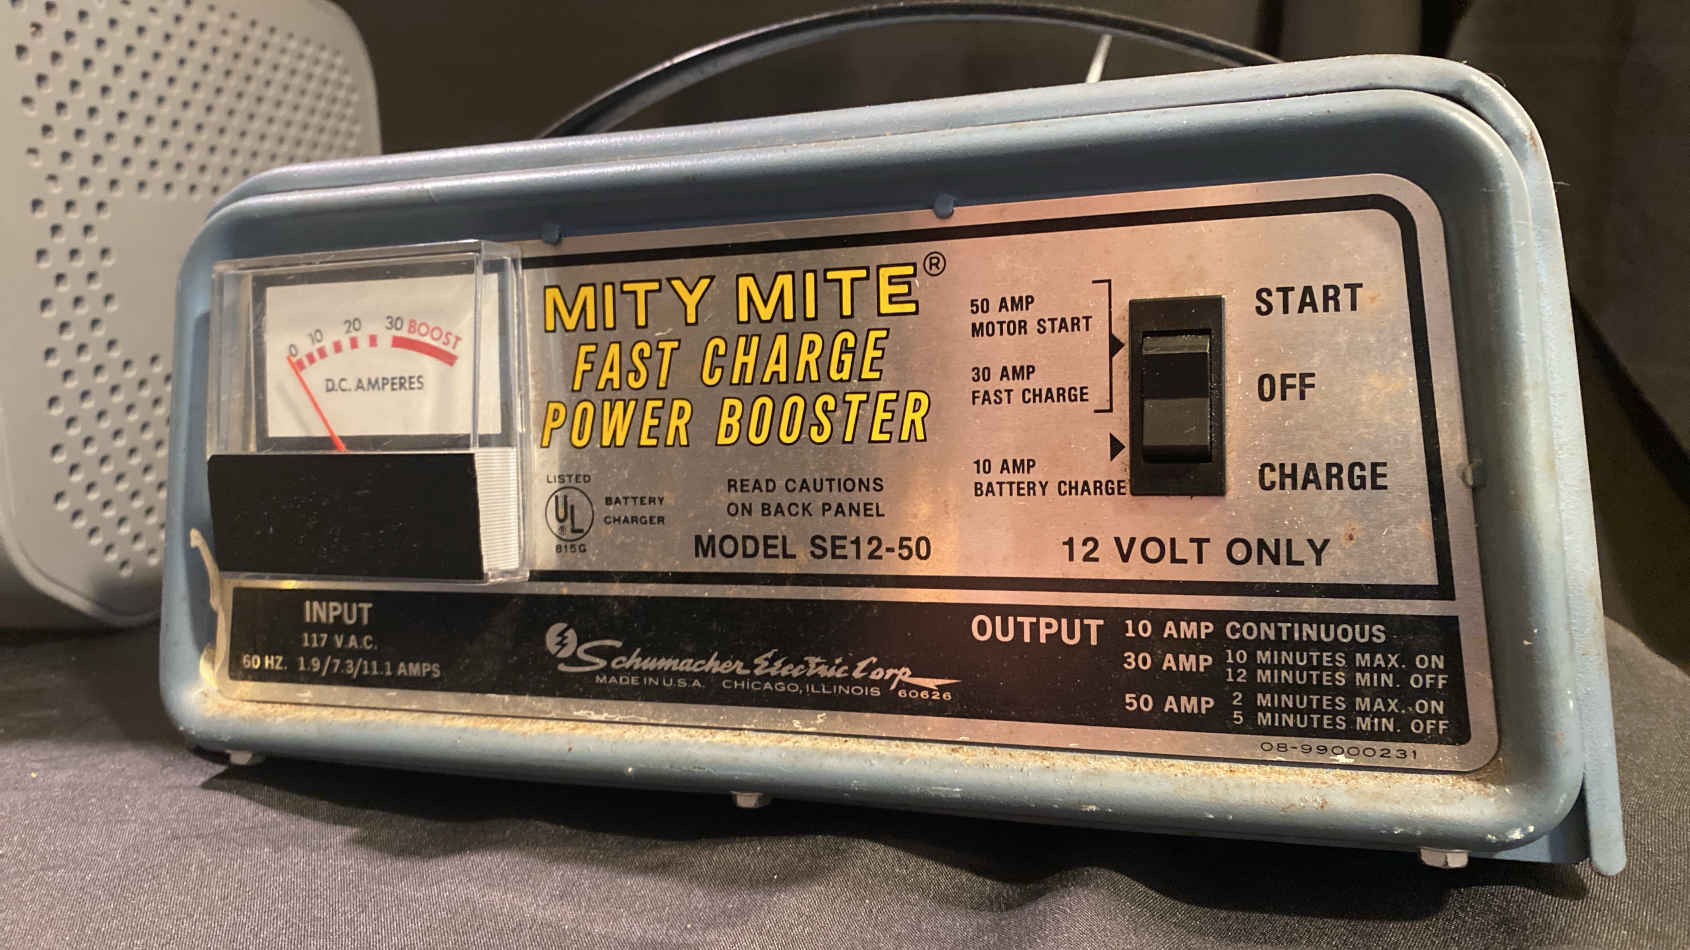 0 10 20 30 BOOST
D.C. AMPERES
MITY MITE®
FAST CHARGE
POWER BOOSTER
LISTED
UL®
BATTERY
CHARGER
815G
READ CAUTIONS
ON BACK PANEL
MODEL SE12-50
50 AMP
MOTOR START
30 AMP
FAST CHARGE
10 AMP
BATTERY CHARGE
START
OFF
CHARGE
12 VOLT ONLY
INPUT
117 V.A.C.
60 HZ. 1.9/7.3/11.1 AMPS
Schumacher Electric Corp
MADE IN U.S.A. CHICAGO, ILLINOIS 60626
OUTPUT 10 AMP CONTINUOUS
30 AMP 10 MINUTES MAX. ON
12 MINUTES MIN. OFF
50 AMP 2 MINUTES MAX. ON
5 MINUTES MIN. OFF
08-99000231